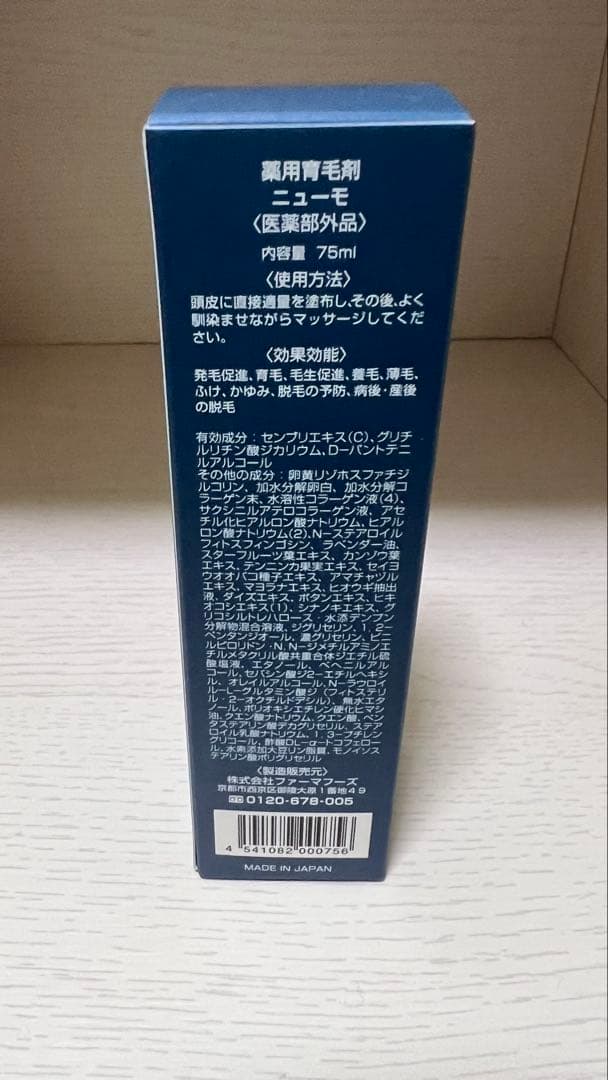 薬用育毛剤
ニューモ
〈医薬部外品〉
内容量 75ml
〈使用方法〉
頭皮に直接適量を塗布し、その後、よく
馴染ませながらマッサージしてくだ
さい。
〈効果効能〉
発毛促進、育毛、毛生促進、養毛、薄毛、
ふけ、かゆみ、脱毛の予防、病後・産後
の脱毛
有効成分：センブリエキス(C)、グリチ
ルリチン酸ジカリウム、D-パントテニ
ルアルコール
その他の成分：卵黄リゾホスファチジ
ルコリン、加水分解卵白、加水分解コ
ラーゲン末、水溶性コラーゲン液(4)、
サクシニルアテロコラーゲン液、アセ
チル化ヒアルロン酸ナトリウム、ヒアル
ロン酸ナトリウム(2)、N-ステアロイル
フィトスフィンゴシン、ラベンダー油、
スターフルーツ葉エキス、カンゾウ葉
エキス、テンニンカ果実エキス、セイヨ
ウオオバコ種子エキス、アマチャヅル
エキス、マヨラナエキス、ヒオウギ抽出
液、ダイズエキス、ボタンエキス、ヒキ
オコシエキス(1)、シナノキエキス、グリ
コシルトレハロース・水添デンプン
分解物混合溶液、ジグリセリン、1、2-
ペンタンジオール、濃グリセリン、ビニ
ルピロリドン・N,N-ジメチルアミノエ
チルメタクリル酸共重合体ジエチル硫
酸塩液、エタノール、ベヘニルアル
コール、セバシン酸ジ2-エチルヘキシ
ル、オレイルアルコール、N-ラウロイ
ル-L-グルタミン酸ジ（フィトステリ
ル・2-オクチルドデシル）、無水エタ
ノール、ポリオキシエチレン硬化ヒマシ
油、クエン酸ナトリウム、クエン酸、ペン
タステアリン酸デカグリセリル、ステア
ロイル乳酸ナトリウム、1、3-ブチレン
グリコール、酢酸DL-α-トコフェロー
ル、水素添加大豆リン脂質、モノイソス
テアリン酸ポリグリセリル
〈製造販売元〉
株式会社ファーマフーズ
京都市西京区御陵大原1番地49
0120-678-005
4 541082 000756
MADE IN JAPAN